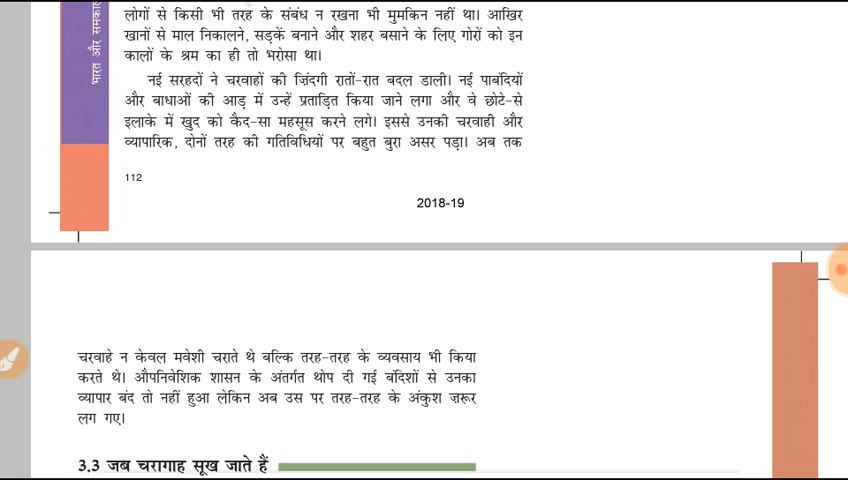 भारत और समकाल
लोगों से किसी भी तरह के संबंध न रखना भी मुमकिन नहीं था। आखिर
खानों से माल निकालने, सड़कें बनाने और शहर बसाने के लिए गोरों को इन
कालों के श्रम का ही तो भरोसा था।
नई सरहदों ने चरवाहों की ज़िंदगी रातों-रात बदल डाली। नई पाबंदियों
और बाधाओं की आड़ में उन्हें प्रताड़ित किया जाने लगा और वे छोटे-से
इलाके में खुद को कैद-सा महसूस करने लगे। इससे उनकी चरवाही और
व्यापारिक, दोनों तरह की गतिविधियों पर बहुत बुरा असर पड़ा। अब तक
112
2018-19
चरवाहे न केवल मवेशी चराते थे बल्कि तरह-तरह के व्यवसाय भी किया
करते थे। औपनिवेशिक शासन के अंतर्गत थोप दी गई बंदिशों से उनका
व्यापार बंद तो नहीं हुआ लेकिन अब उस पर तरह-तरह के अंकुश ज़रूर
लग गए।
3.3 जब चरागाह सूख जाते हैं